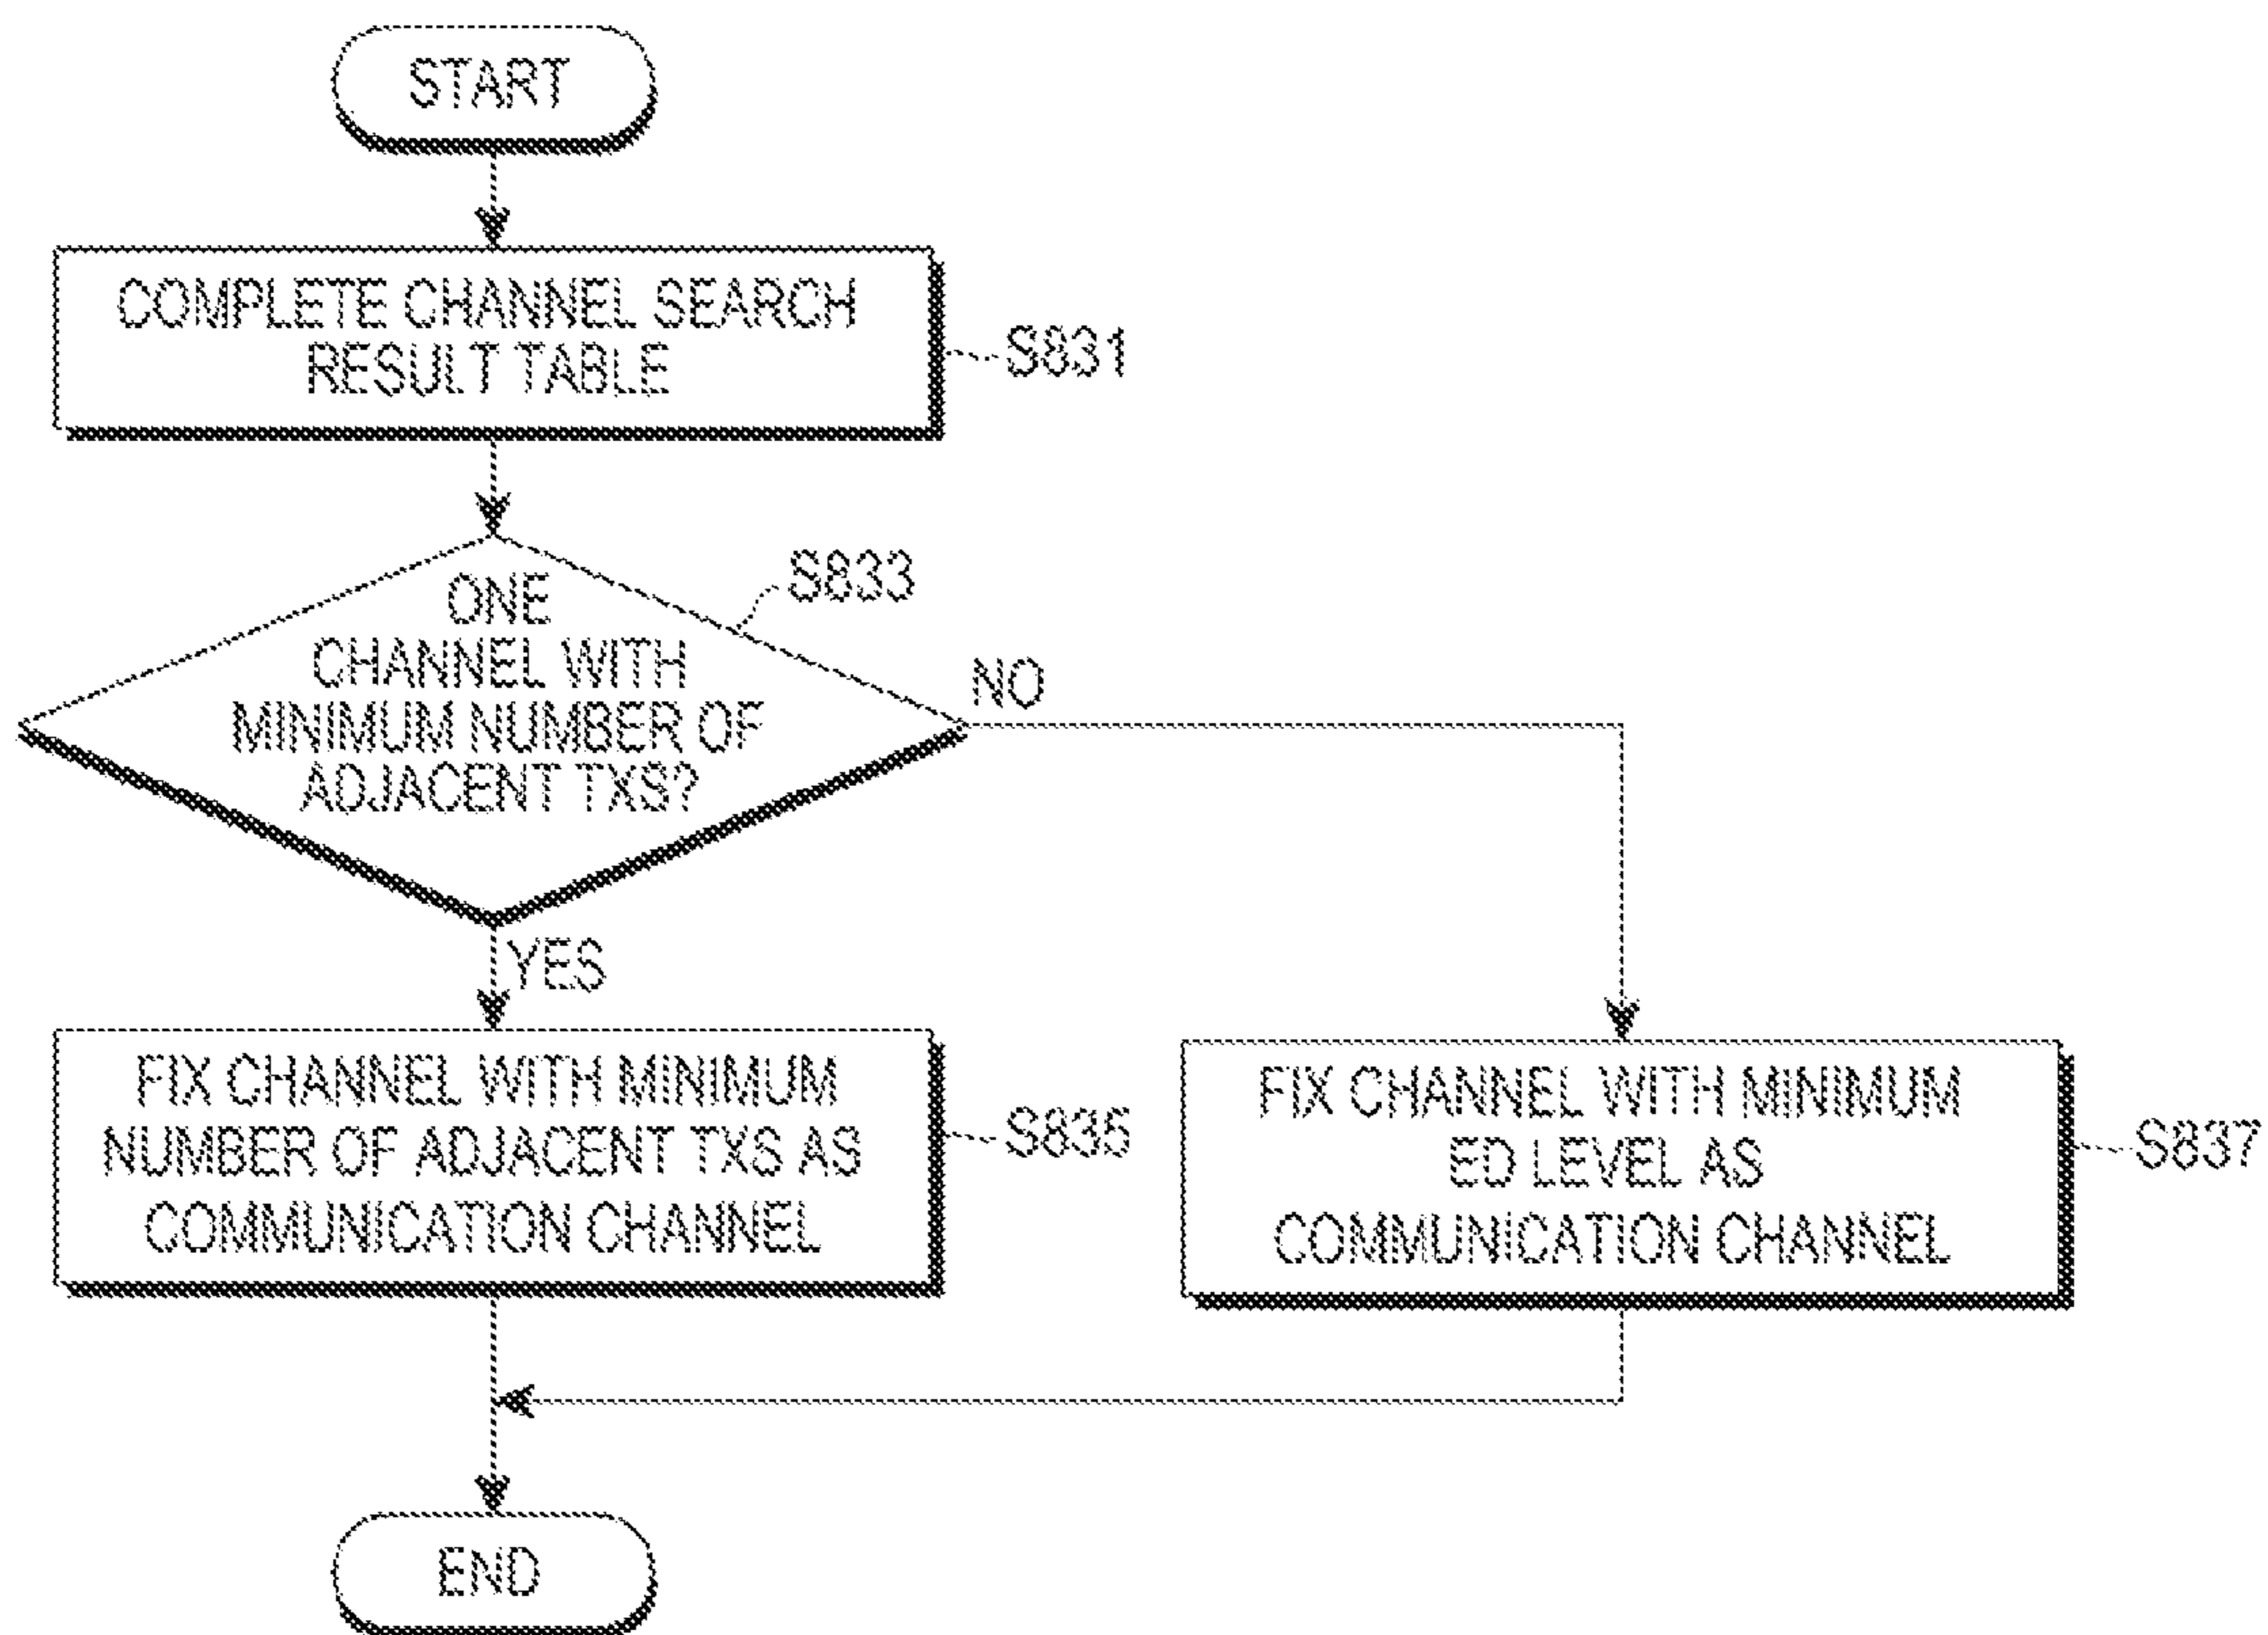 START
COMPLETE CHANNEL SEARCH
RESULT TABLE
S831
ONE
CHANNEL WITH
MINIMUM NUMBER OF
ADJACENT TXS?
S833
NO
YES
FIX CHANNEL WITH MINIMUM
NUMBER OF ADJACENT TXS AS
COMMUNICATION CHANNEL
S835
FIX CHANNEL WITH MINIMUM
ED LEVEL AS
COMMUNICATION CHANNEL
S837
END